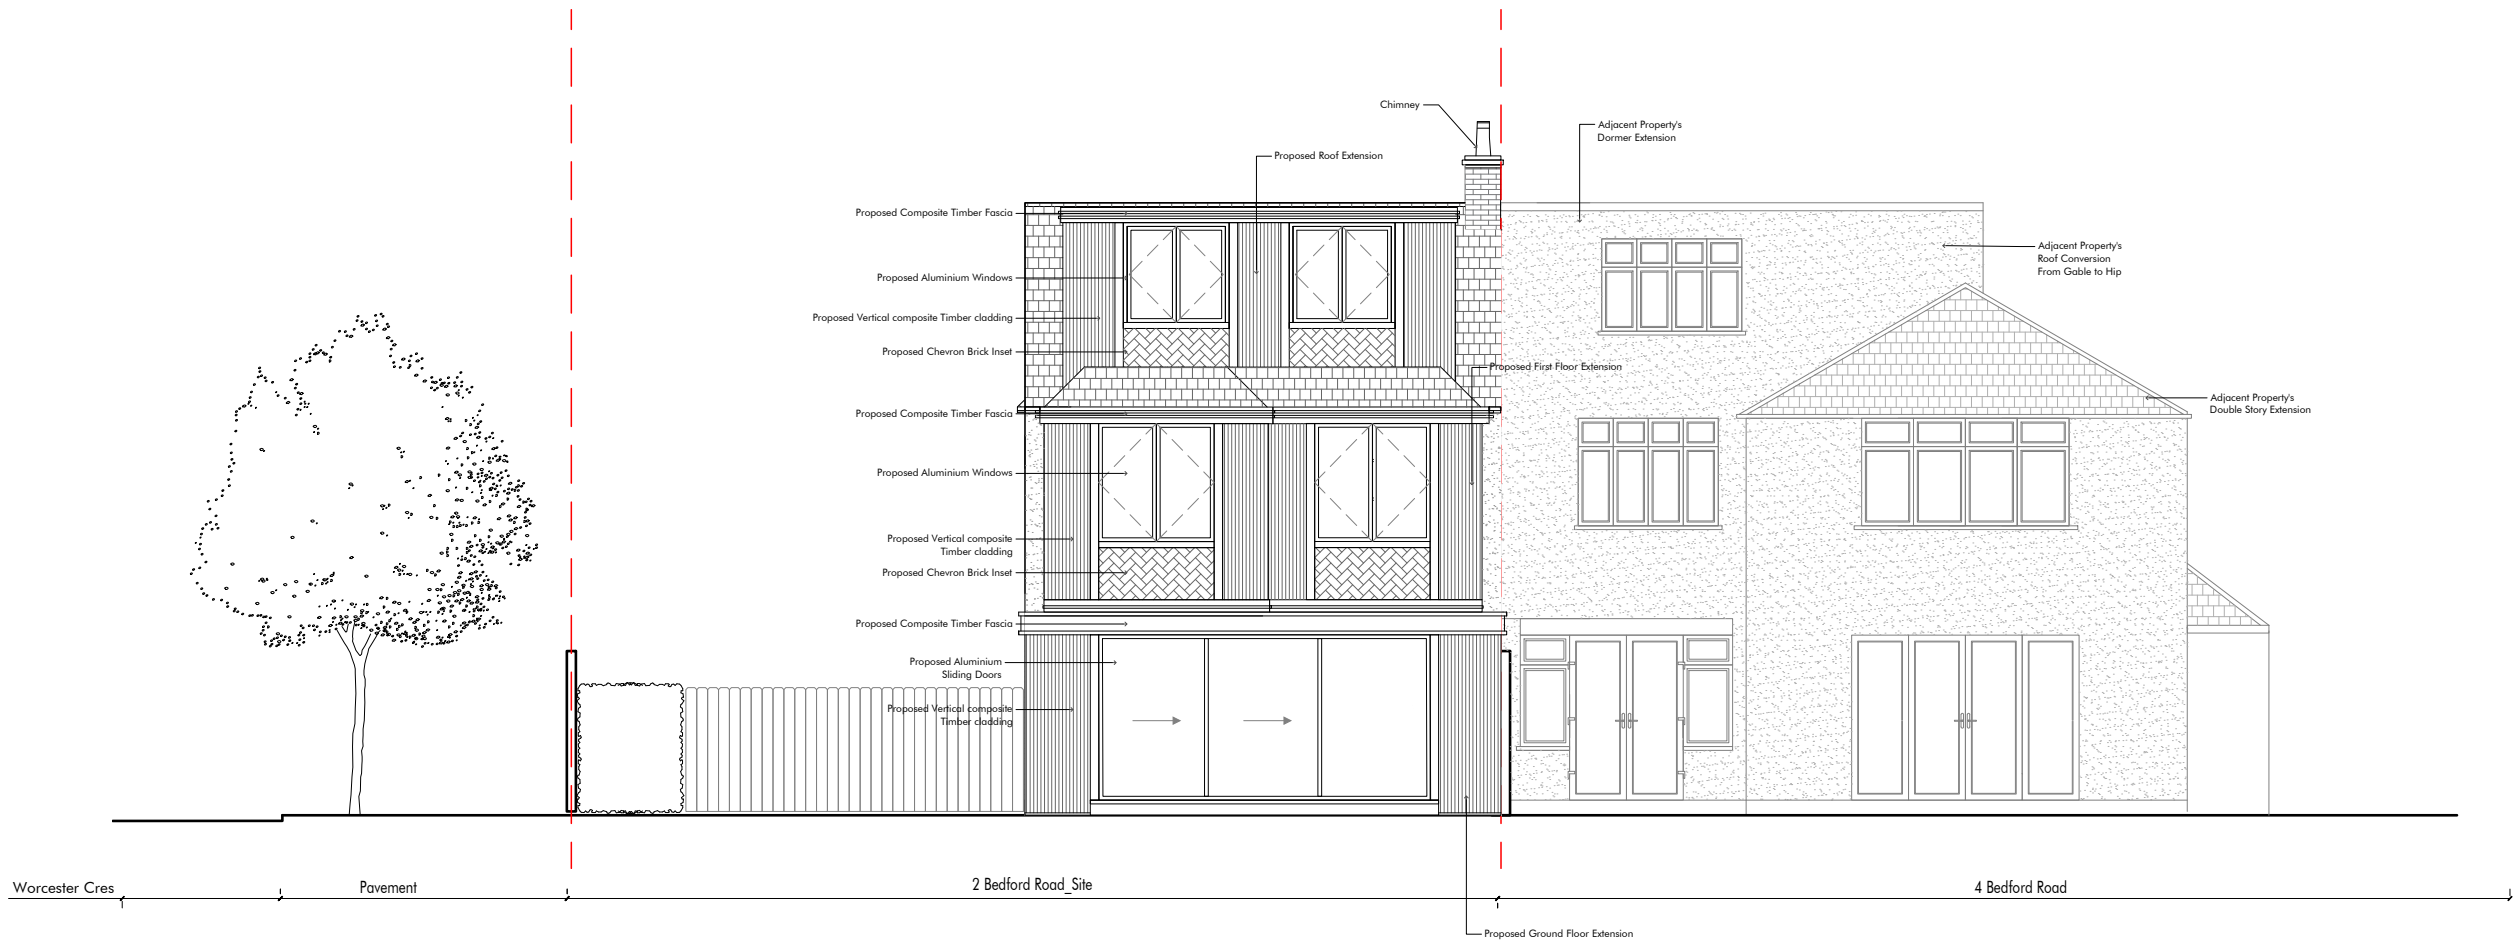 Chimney
Adjacent Property's
Dormer Extension
Proposed Roof Extension
Proposed Composite Timber Fascia
Adjacent Property's
Roof Conversion
From Gable to Hip
Proposed Aluminium Windows
Proposed Vertical composite Timber cladding
Proposed Chevron Brick Inset
Proposed First Floor Extension
Adjacent Property's
Double Story Extension
Proposed Composite Timber Fascia
Proposed Aluminium Windows
Proposed Vertical composite
Timber cladding
Proposed Chevron Brick Inset
Proposed Composite Timber Fascia
Proposed Aluminium
Sliding Doors
Proposed Vertical composite
Timber cladding
Worcester Cres
Pavement
2 Bedford Road_Site
4 Bedford Road
Proposed Ground Floor Extension